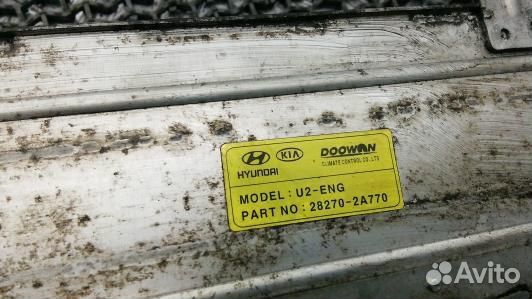 HYUNDAI KIA DOOWON
CLIMATE CONTROL CO., LTD
MODEL : U2-ENG
PART NO : 28270-2A770
Avito